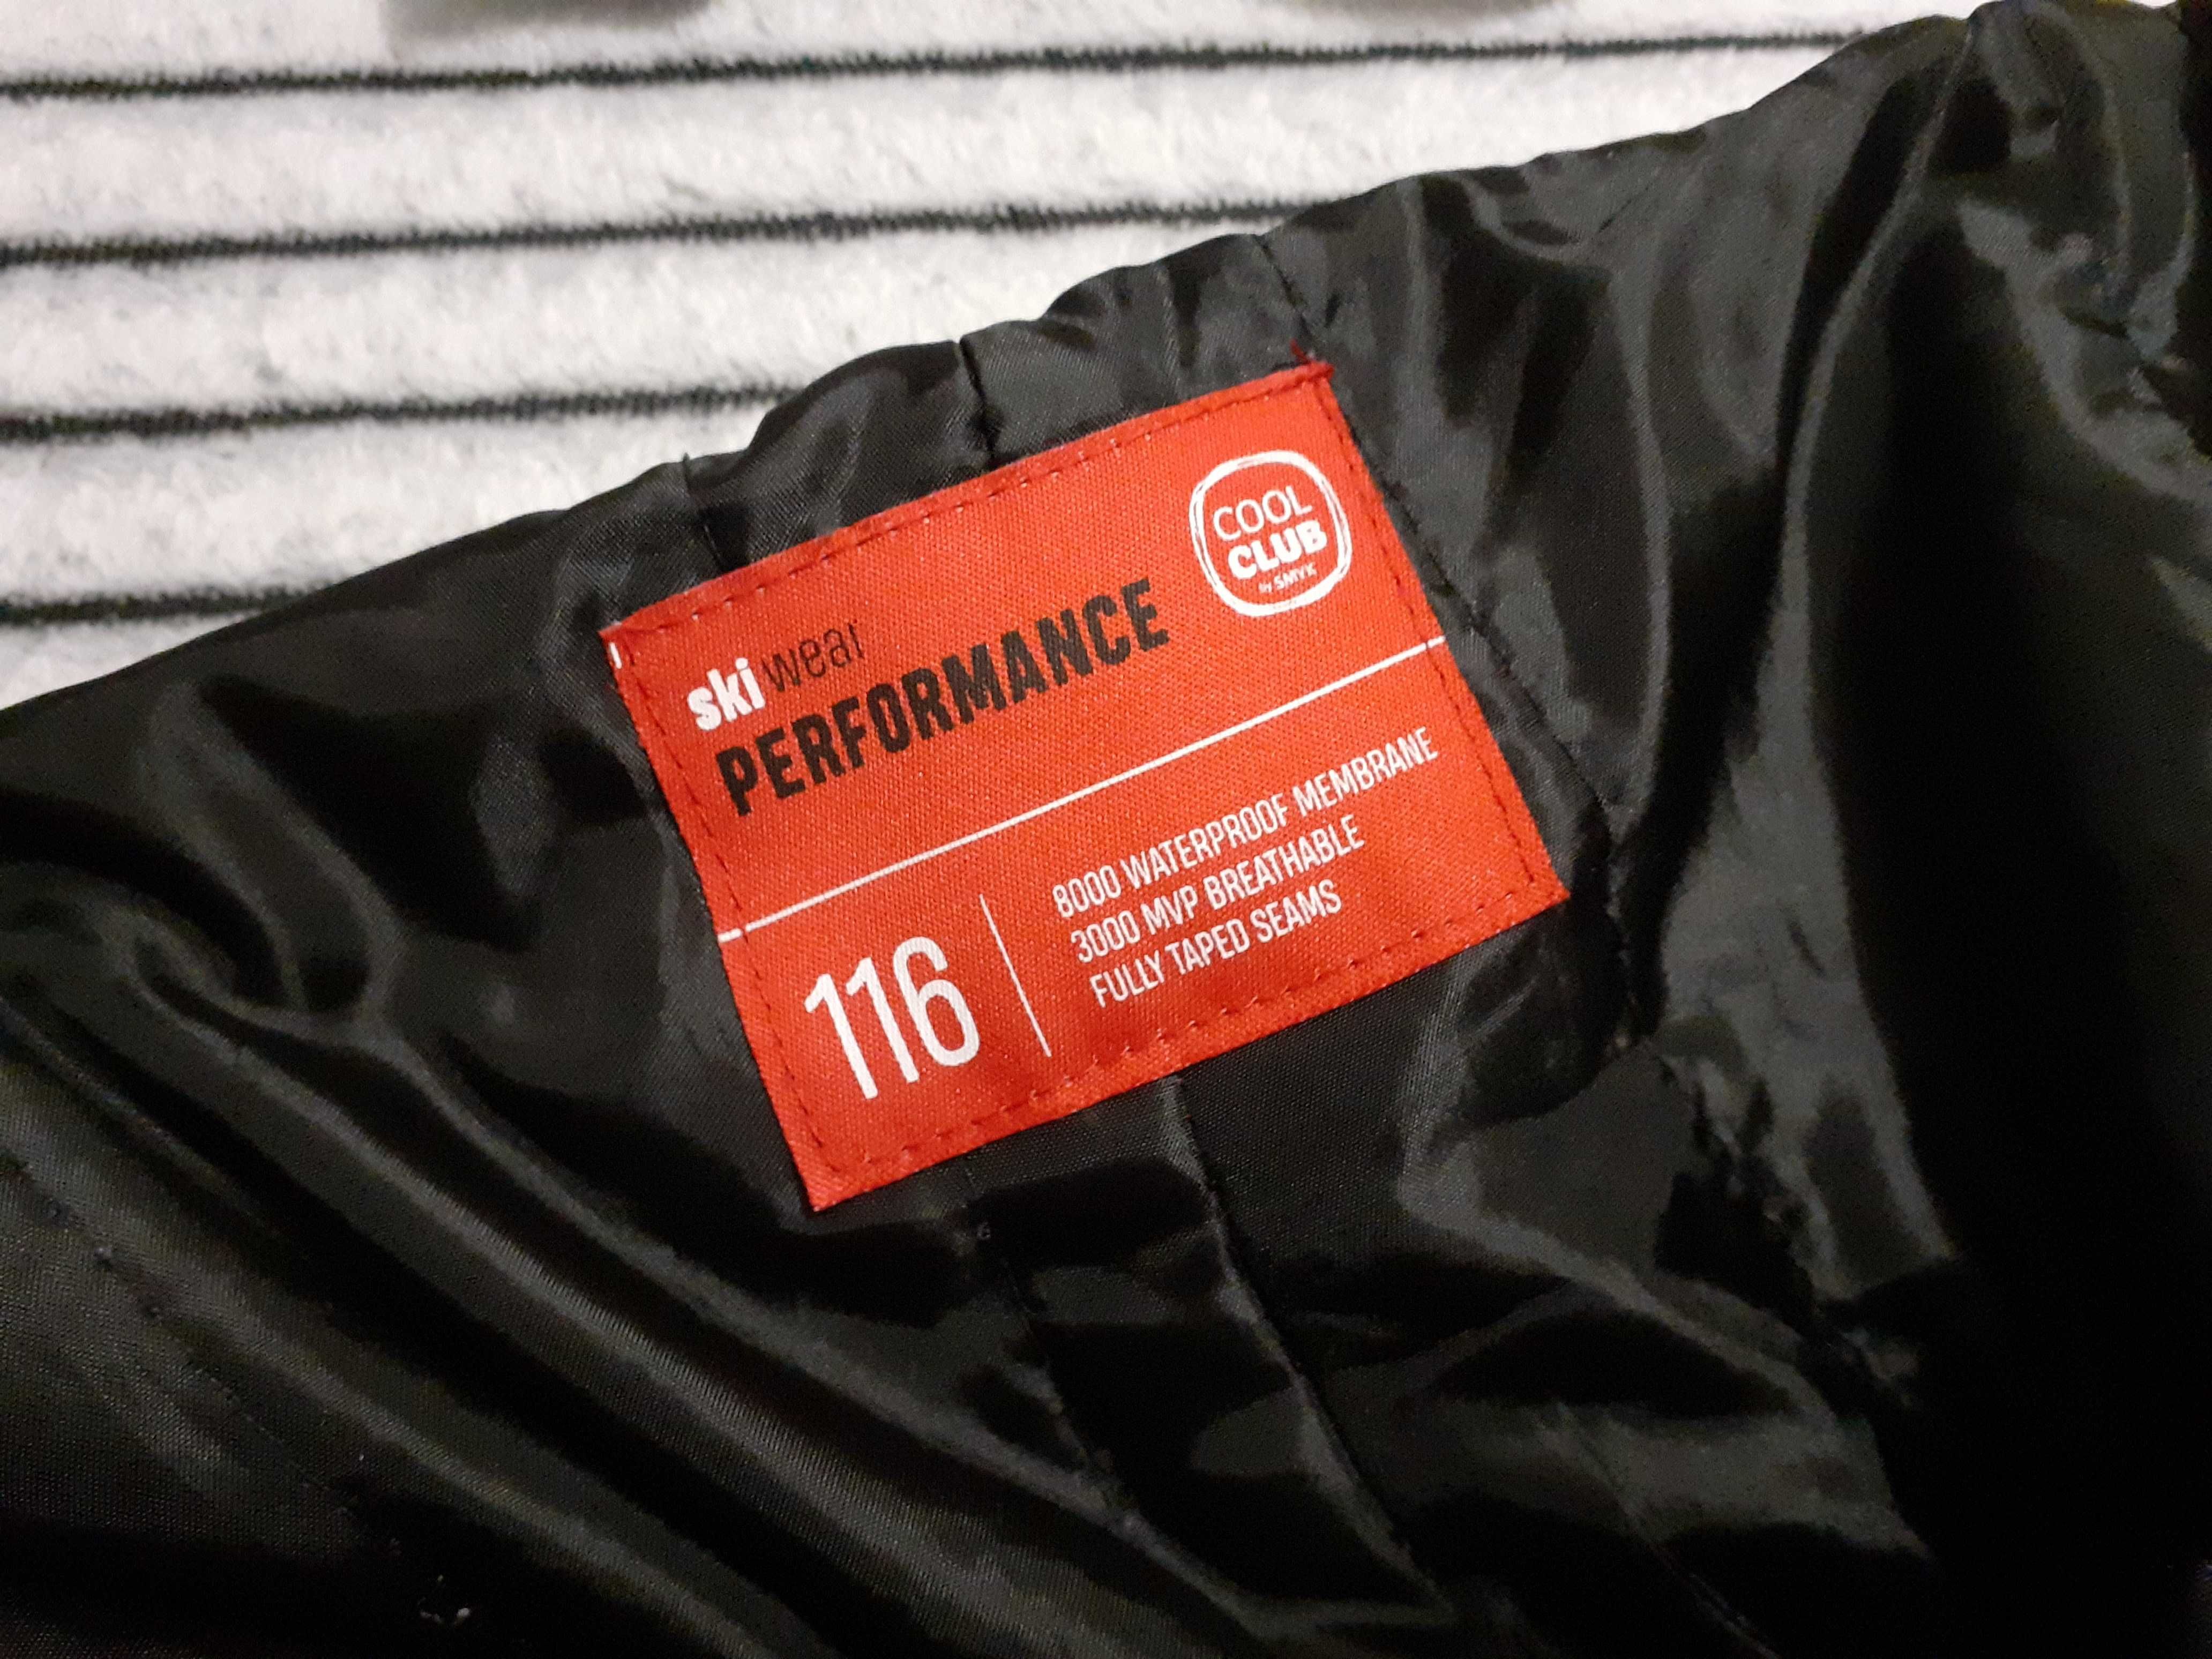 COOL
CLUB
by SMYK
ski wear
PERFORMANCE
116
8000 WATERPROOF MEMBRANE
3000 MVP BREATHABLE
FULLY TAPED SEAMS